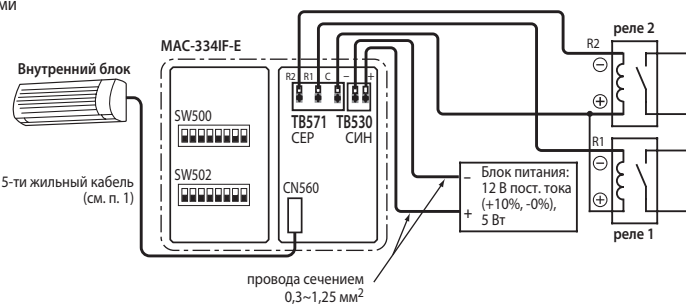 ми
MAC-334IF-E
Внутренний блок
5-ти жильный кабель
(см. п. 1)
SW500
SW502
R2 R1 C – +
TB571 TB530
СЕР СИН
CN560
провода сечением
0,3~1,25 мм2
– Блок питания:
12 В пост. тока
(+10%, -0%),
+ 5 Вт
реле 2
R2
–
+
R1
–
+
реле 1